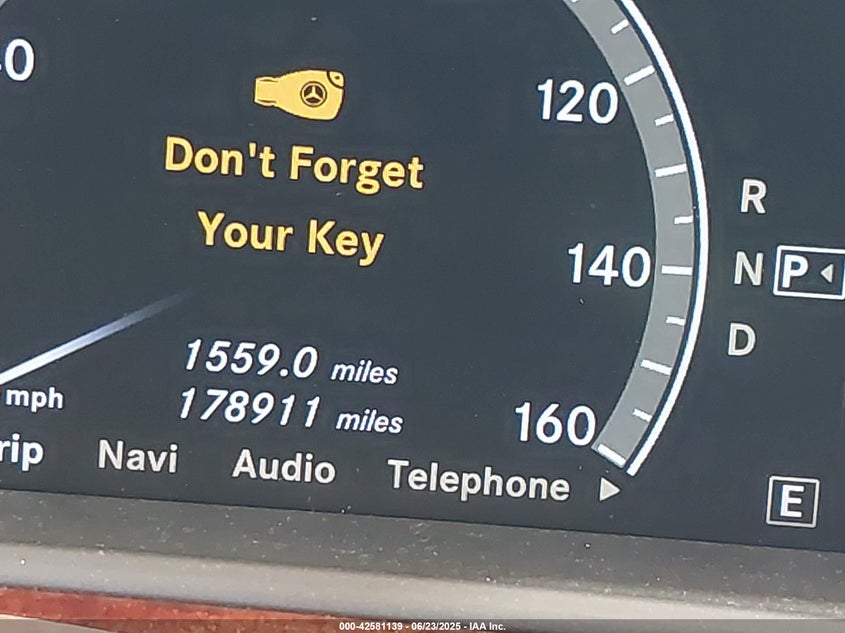 120
Don't Forget
Your Key
R
140
N P
D
1559.0 miles
178911 miles
mph
160
rip Navi Audio Telephone
E
000-42581139 - 06/23/2025 - IAA Inc.